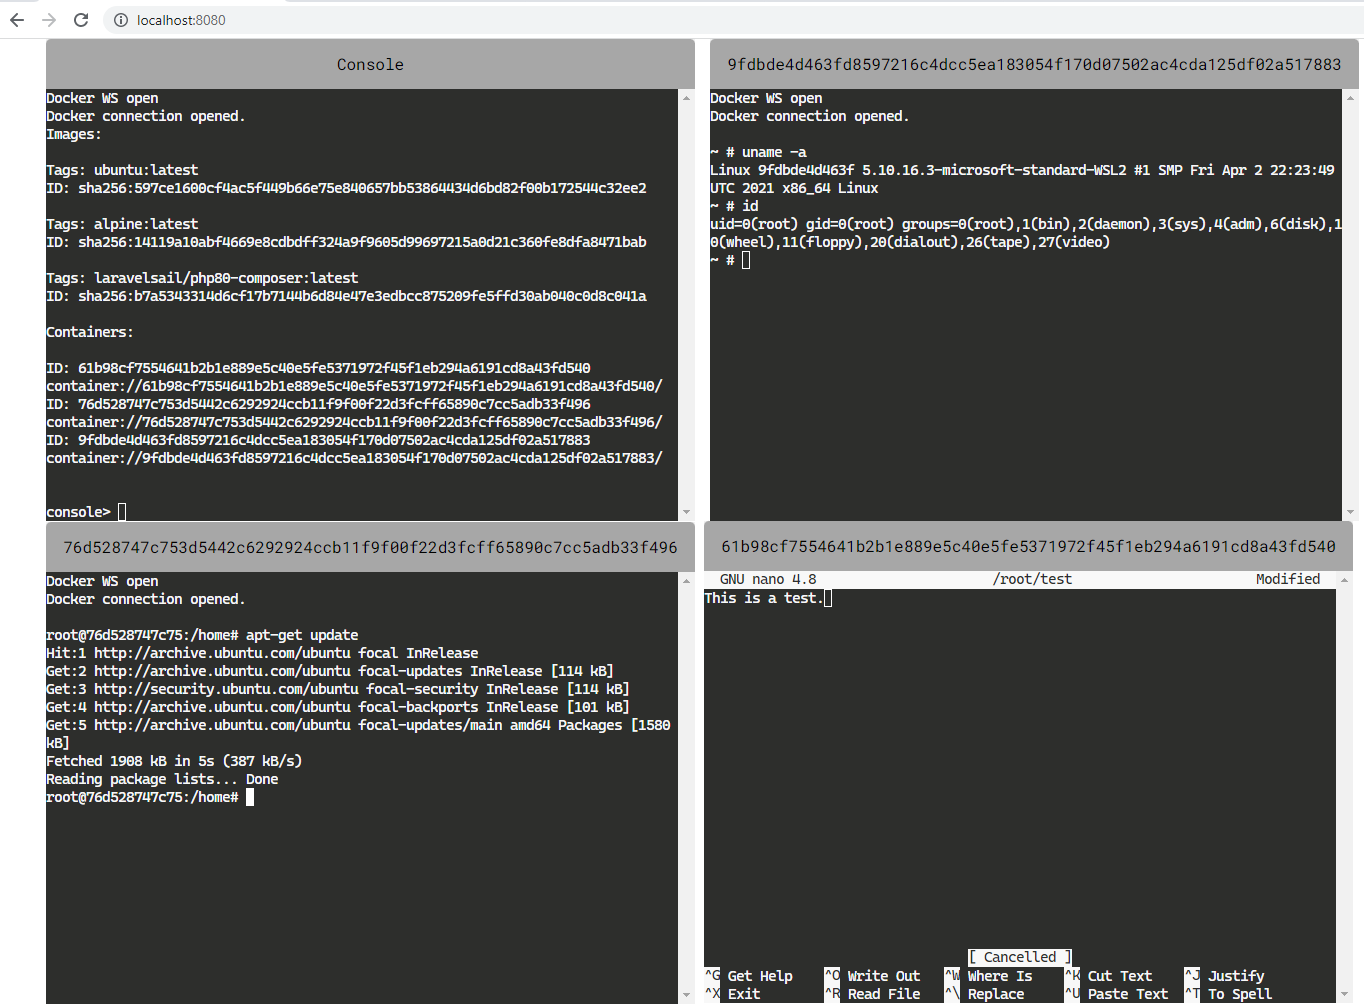 localhost:8080
Console
Docker WS open
Docker connection opened.
Images:
Tags: ubuntu:latest
ID: sha256:597ce1600cf4ac5f449b66e75e840657bb53864434d6bd82f00b172544c32ee2
Tags: alpine:latest
ID: sha256:14119a10abf4669e8cdbdff324a9f9605d99697215a0d21c360fe8dfa8471bab
Tags: laravelsail/php80-composer:latest
ID: sha256:b7a5343314d6cf17b7144b6d84e47e3edbcc875209fe5ffd30ab040c0d8c041a
Containers:
ID: 61b98cf7554641b2b1e889e5c40e5fe5371972f45f1eb294a6191cd8a43fd540
container://61b98cf7554641b2b1e889e5c40e5fe5371972f45f1eb294a6191cd8a43fd540/
ID: 76d528747c753d5442c6292924ccb11f9f00f22d3fcff65890c7cc5adb33f496
container://76d528747c753d5442c6292924ccb11f9f00f22d3fcff65890c7cc5adb33f496/
ID: 9fdbde4d463fd8597216c4dcc5ea183054f170d07502ac4cda125df02a517883
container://9fdbde4d463fd8597216c4dcc5ea183054f170d07502ac4cda125df02a517883/
console>
9fdbde4d463fd8597216c4dcc5ea183054f170d07502ac4cda125df02a517883
Docker WS open
Docker connection opened.
~ # uname -a
Linux 9fdbde4d463f 5.10.16.3-microsoft-standard-WSL2 #1 SMP Fri Apr 2 22:23:49
UTC 2021 x86_64 Linux
~ # id
uid=0(root) gid=0(root) groups=0(root),1(bin),2(daemon),3(sys),4(adm),6(disk),1
0(wheel),11(floppy),20(dialout),26(tape),27(video)
~ #
76d528747c753d5442c6292924ccb11f9f00f22d3fcff65890c7cc5adb33f496
Docker WS open
Docker connection opened.
root@76d528747c75:/home# apt-get update
Hit:1 http://archive.ubuntu.com/ubuntu focal InRelease
Get:2 http://archive.ubuntu.com/ubuntu focal-updates InRelease [114 kB]
Get:3 http://security.ubuntu.com/ubuntu focal-security InRelease [114 kB]
Get:4 http://archive.ubuntu.com/ubuntu focal-backports InRelease [101 kB]
Get:5 http://archive.ubuntu.com/ubuntu focal-updates/main amd64 Packages [1580
kB]
Fetched 1908 kB in 5s (387 kB/s)
Reading package lists... Done
root@76d528747c75:/home#
61b98cf7554641b2b1e889e5c40e5fe5371972f45f1eb294a6191cd8a43fd540
GNU nano 4.8 /root/test Modified
This is a test.
[ Cancelled ]
^G Get Help ^O Write Out ^W Where Is ^K Cut Text ^J Justify
^X Exit ^R Read File ^\ Replace ^U Paste Text ^T To Spell